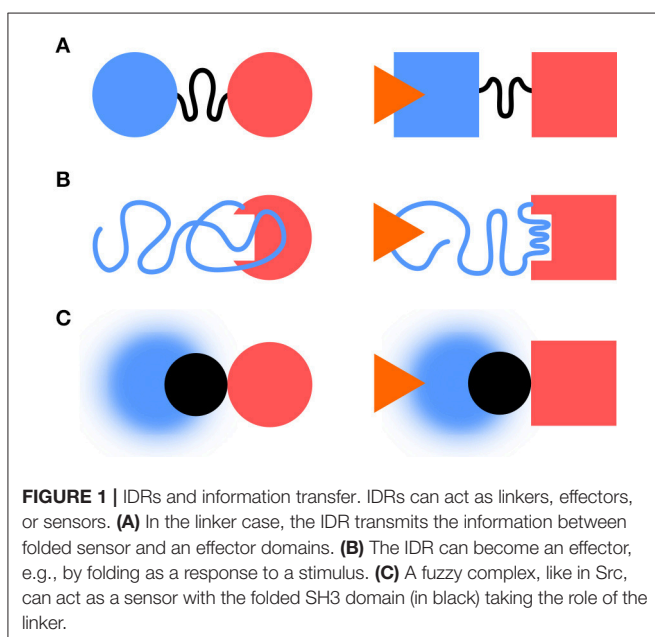 A
B
C
FIGURE 1 | IDRs and information transfer. IDRs can act as linkers, effectors,
or sensors. (A) In the linker case, the IDR transmits the information between
folded sensor and an effector domains. (B) The IDR can become an effector,
e.g., by folding as a response to a stimulus. (C) A fuzzy complex, like in Src,
can act as a sensor with the folded SH3 domain (in black) taking the role of the
linker.